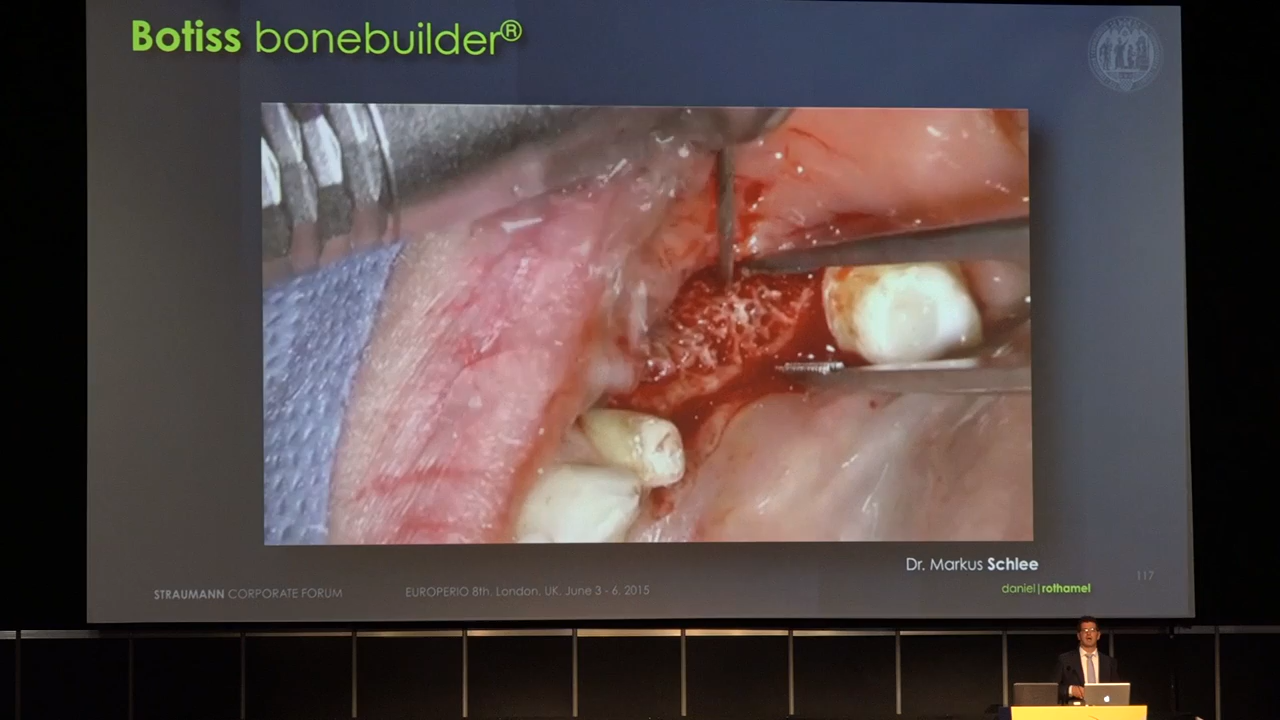 Botiss bonebuilder®
Dr. Markus Schlee
117
STRAUMANN CORPORATE FORUM
EUROPERIO 8th, London, UK, June 3 - 6, 2015
daniel|rothamel